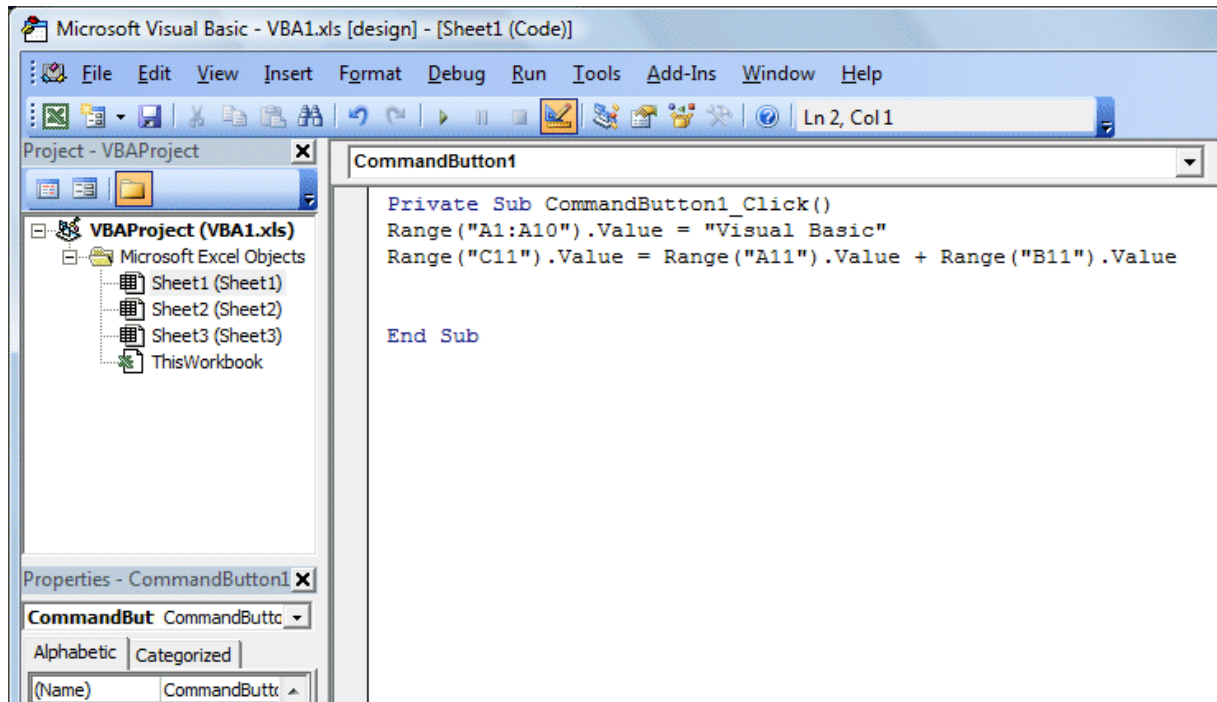 Microsoft Visual Basic - VBA1.xls [design] - [Sheet1 (Code)]
File Edit View Insert Format Debug Run Tools Add-Ins Window Help
Ln 2, Col 1
Project - VBAProject
CommandButton1
VBAProject (VBA1.xls)
Microsoft Excel Objects
Sheet1 (Sheet1)
Sheet2 (Sheet2)
Sheet3 (Sheet3)
ThisWorkbook
Private Sub CommandButton1_Click()
Range("A1:A10").Value = "Visual Basic"
Range("C11").Value = Range("A11").Value + Range("B11").Value
End Sub
Properties - CommandButton1
CommandBut CommandButto
Alphabetic Categorized
(Name) CommandButto